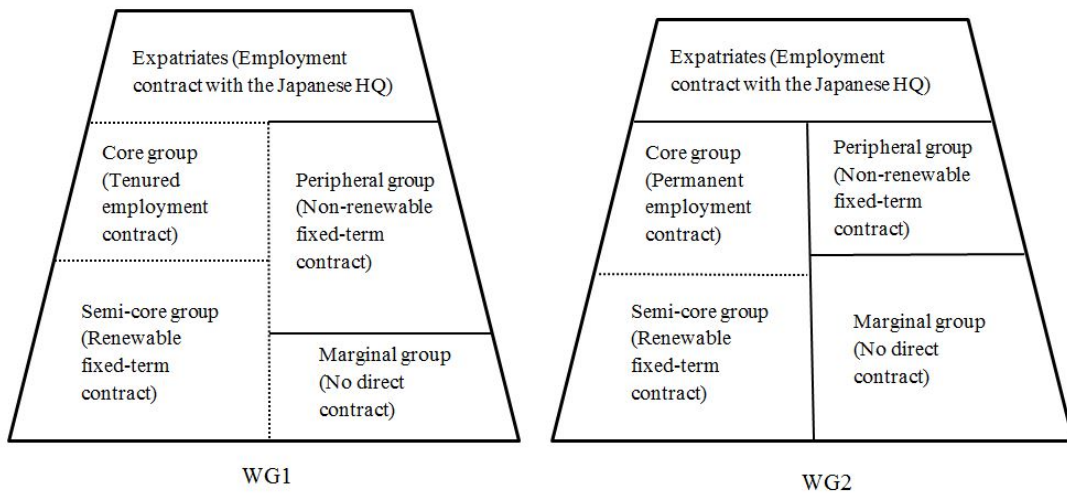 Expatriates (Employment
contract with the Japanese HQ)
Core group
(Tenured
employment
contract)
Peripheral group
(Non-renewable
fixed-term
contract)
Semi-core group
(Renewable
fixed-term
contract)
Marginal group
(No direct
contract)
WG1
Expatriates (Employment
contract with the Japanese HQ)
Core group
(Permanent
employment
contract)
Peripheral group
(Non-renewable
fixed-term
contract)
Semi-core group
(Renewable
fixed-term
contract)
Marginal group
(No direct
contract)
WG2